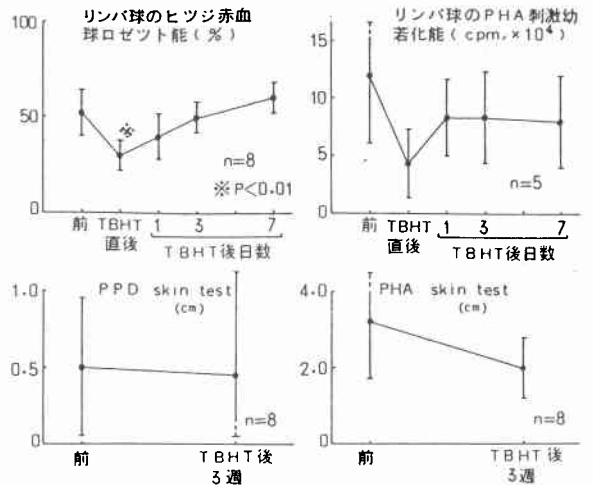 リンパ球のヒツジ赤血
球ロゼツト能(%)
100
50
0
※
n=8
※P<0.01
前 TBHT 1 3 7
直後 TBHT後日数
リンパ球のPHA刺激幼
若化能(cpm,×10⁴)
15
10
5
0
n=5
前 TBHT 1 3 7
直後 TBHT後日数
PPD skin test
(cm)
1.0
0.5
0
n=8
前 TBHT後
3週
PHA skin test
(cm)
4.0
2.0
0
n=8
前 TBHT後
3週